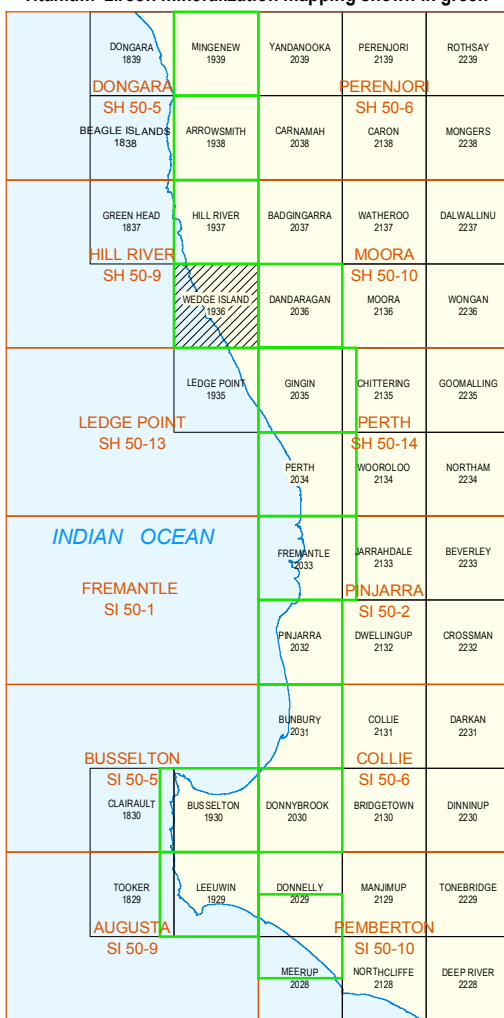 Titanium–zircon mineralization mapping shown in green
DONGARA
1839
MINGENEW
1939
YANDANOOKA
2039
PERENJORI
2139
ROTHSAY
2239
DONGARA
SH 50-5
PERENJORI
SH 50-6
BEAGLE ISLANDS
1838
ARROWSMITH
1938
CARNAMAH
2038
CARON
2138
MONGERS
2238
GREEN HEAD
1837
HILL RIVER
1937
BADGINGARRA
2037
WATHEROO
2137
DALWALLINU
2237
HILL RIVER
SH 50-9
MOORA
SH 50-10
WEDGE ISLAND
1936
DANDARAGAN
2036
MOORA
2136
WONGAN
2236
LEDGE POINT
1935
GINGIN
2035
CHITTERING
2135
GOOMALLING
2235
LEDGE POINT
SH 50-13
PERTH
SH 50-14
PERTH
2034
WOOROLOO
2134
NORTHAM
2234
INDIAN OCEAN
FREMANTLE
2033
JARRAHDALE
2133
BEVERLEY
2233
FREMANTLE
SI 50-1
PINJARRA
SI 50-2
PINJARRA
2032
DWELLINGUP
2132
CROSSMAN
2232
BUNBURY
2031
COLLIE
2131
DARKAN
2231
BUSSELTON
SI 50-5
COLLIE
SI 50-6
CLAIRAULT
1830
BUSSELTON
1930
DONNYBROOK
2030
BRIDGETOWN
2130
DINNINUP
2230
TOOKER
1829
LEEUWIN
1929
DONNELLY
2029
MANJIMUP
2129
TONEBRIDGE
2229
AUGUSTA
SI 50-9
PEMBERTON
SI 50-10
MEERUP
2028
NORTHCLIFFE
2128
DEEP RIVER
2228